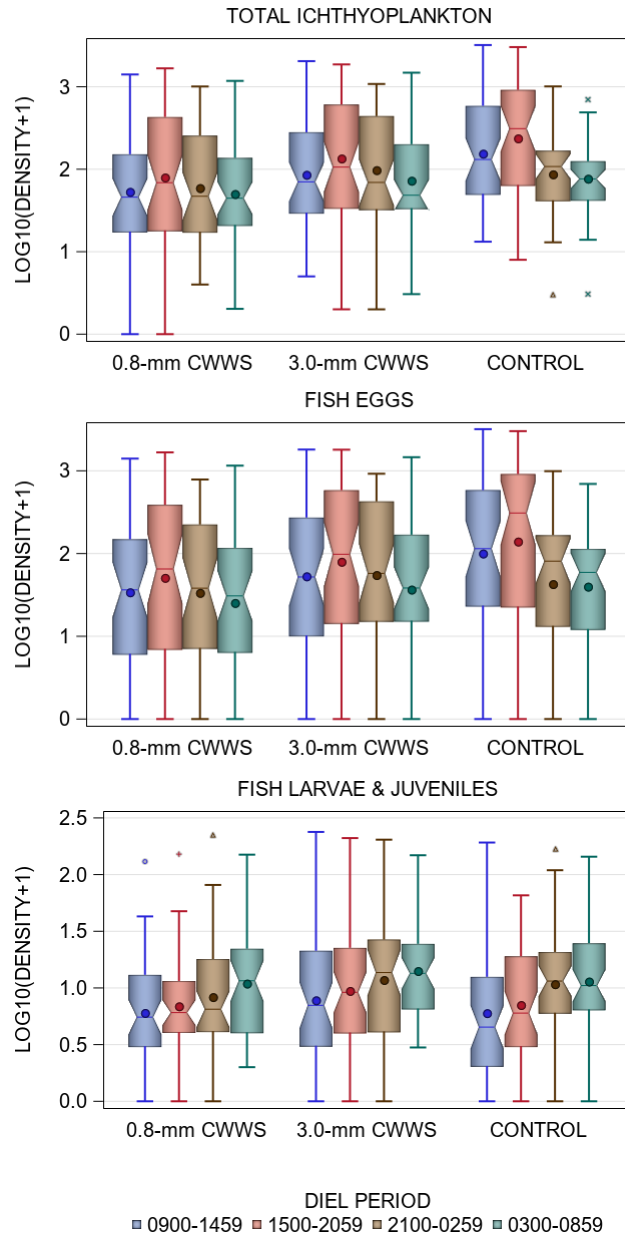 TOTAL ICHTHYOPLANKTON
LOG10(DENSITY+1)
3
2
1
0
0.8-mm CWWS 3.0-mm CWWS CONTROL
FISH EGGS
LOG10(DENSITY+1)
3
2
1
0
0.8-mm CWWS 3.0-mm CWWS CONTROL
FISH LARVAE & JUVENILES
LOG10(DENSITY+1)
2.5
2.0
1.5
1.0
0.5
0.0
0.8-mm CWWS 3.0-mm CWWS CONTROL
DIEL PERIOD
0900-1459 1500-2059 2100-0259 0300-0859